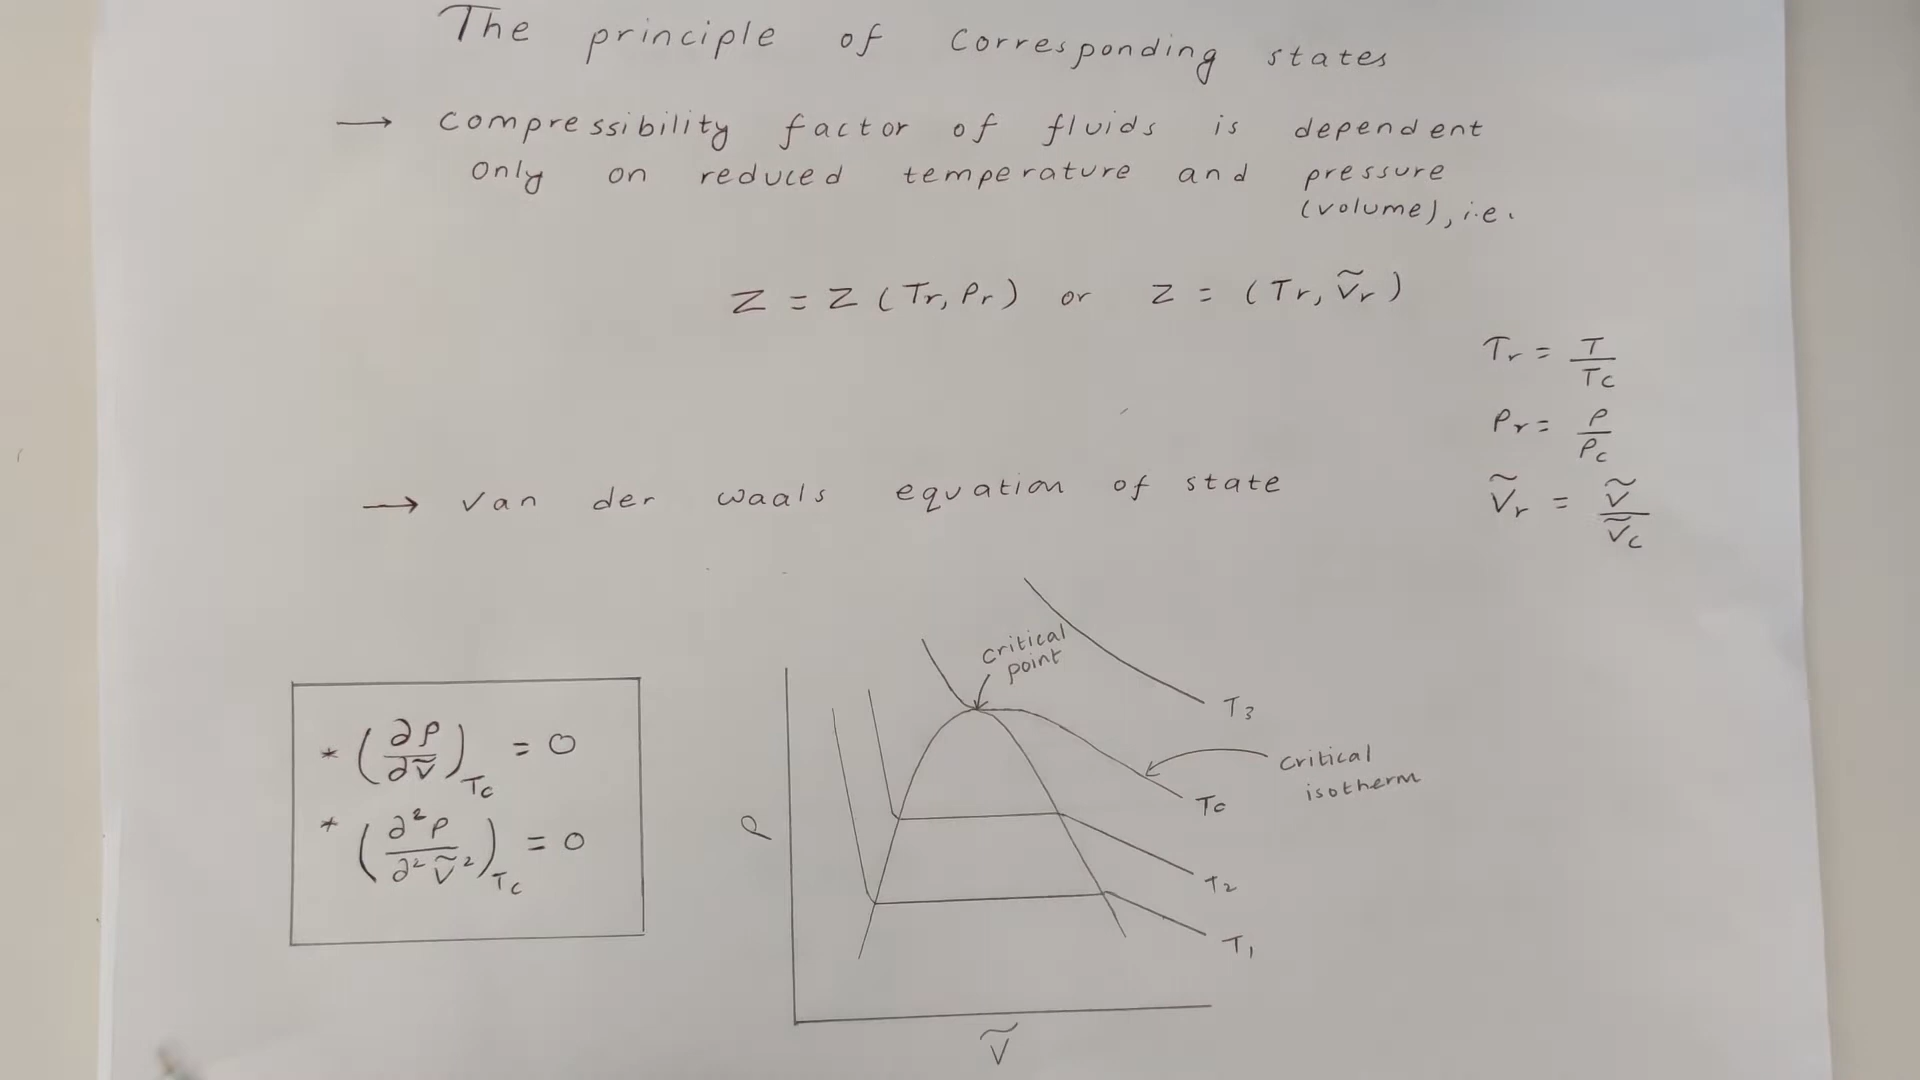 The principle of corresponding states
→ compressibility factor of fluids is dependent
only on reduced temperature and pressure
(volume), i.e.
Z = Z (Tr, Pr) or Z = (Tr, Ṽr)
Tr = T/Tc
Pr = P/Pc
Ṽr = Ṽ/Ṽc
→ van der waals equation of state
* (∂P/∂Ṽ)Tc = 0
* (∂²P/∂²Ṽ²)Tc = 0
critical
point
T3
critical
isotherm
Tc
P
T2
T1
Ṽ